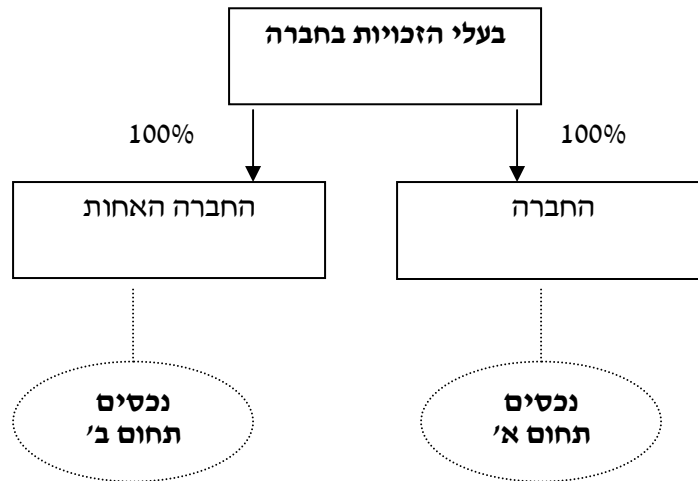 בעלי הזכויות בחברה
100%
100%
החברה
החברה האחות
נכסים
תחום א'
נכסים
תחום ב'